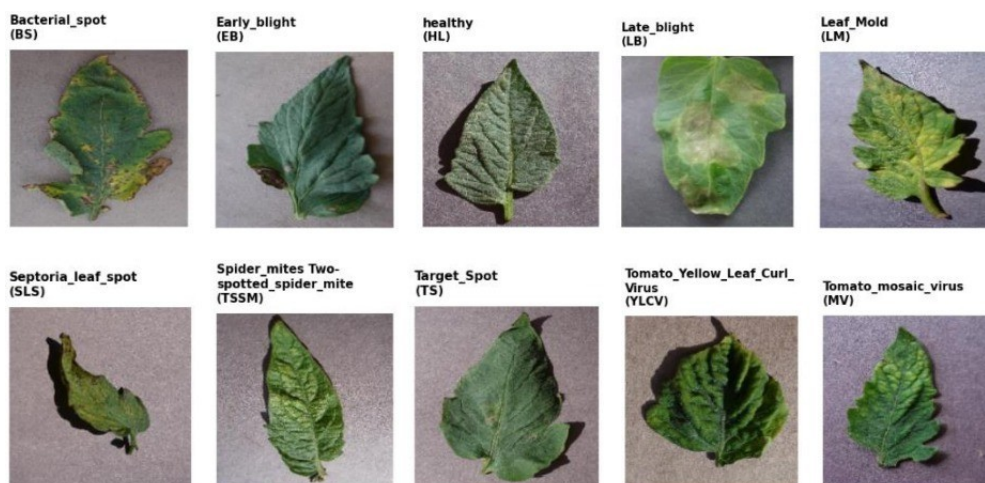 Bacterial_spot
(BS)
Early_blight
(EB)
healthy
(HL)
Late_blight
(LB)
Leaf_Mold
(LM)
Septoria_leaf_spot
(SLS)
Spider_mites Two-
spotted_spider_mite
(TSSM)
Target_Spot
(TS)
Tomato_Yellow_Leaf_Curl_
Virus
(YLCV)
Tomato_mosaic_virus
(MV)